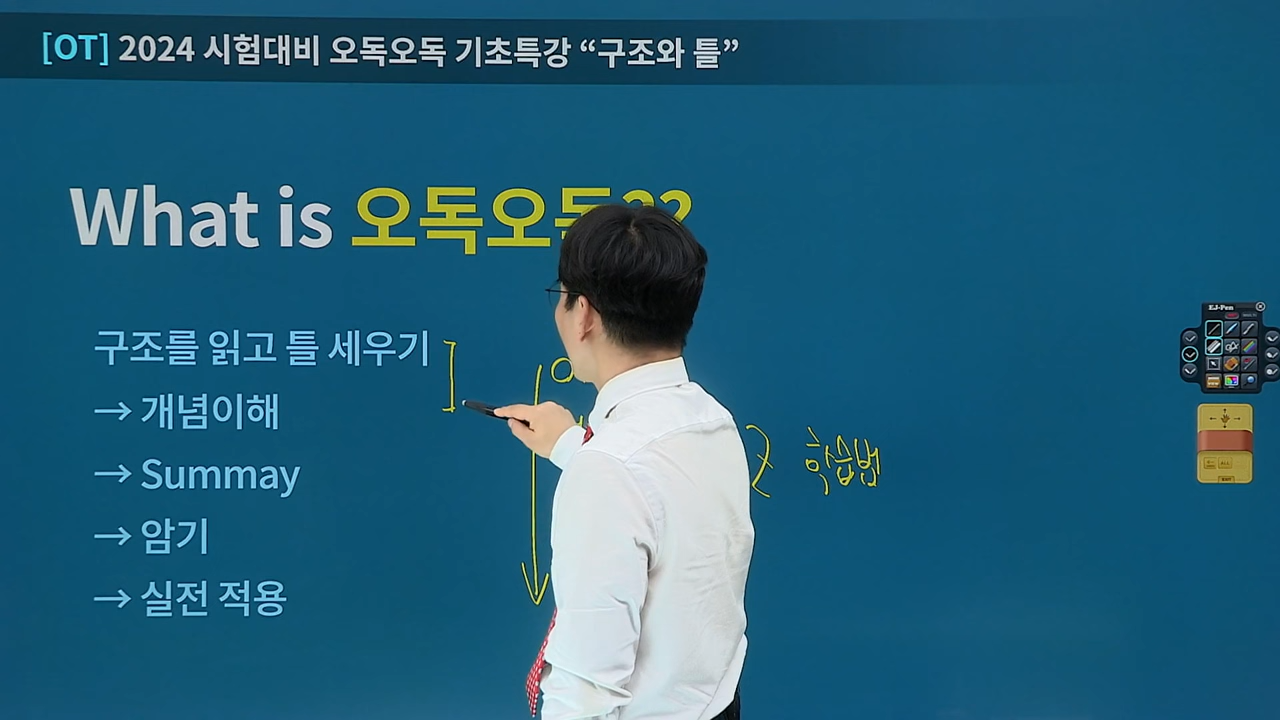 [OT] 2024 시험대비 오독오독 기초특강 “구조와 틀”
What is 오독오독??
구조를 읽고 틀 세우기
→ 개념이해
→ Summay
→ 암기
→ 실전 적용
학습법
EJ-Pen